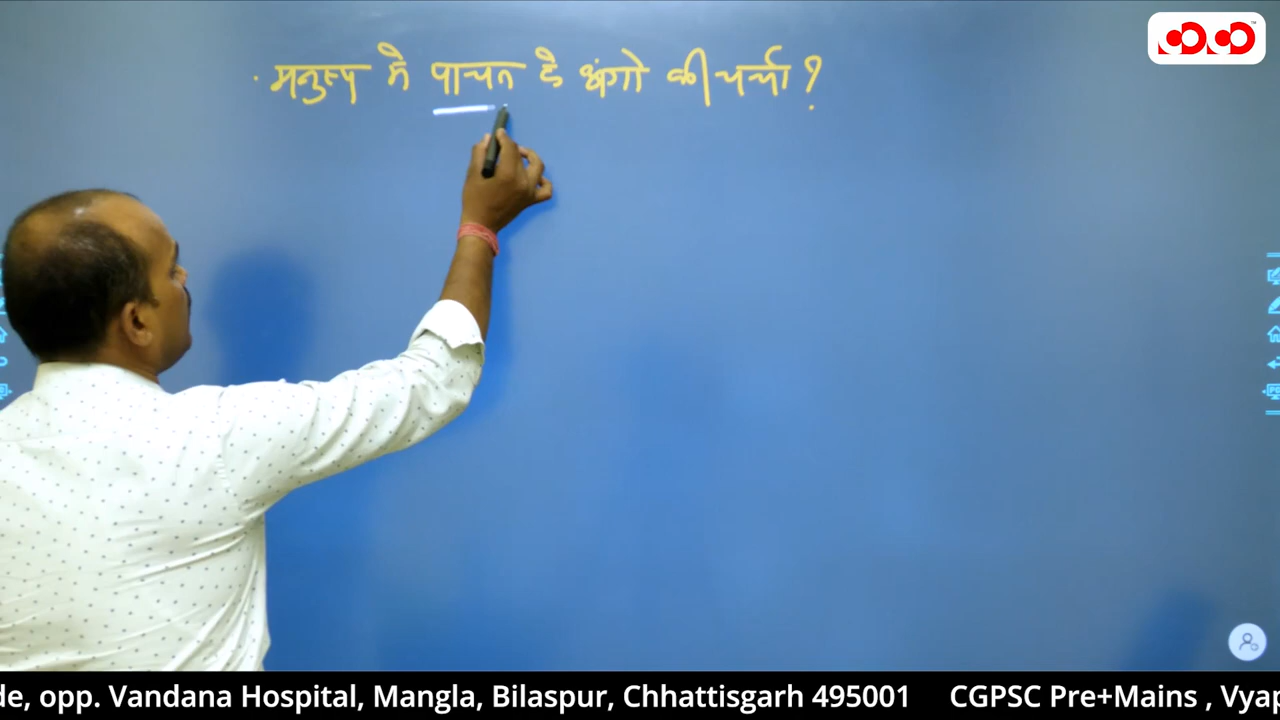 मनुष्य में पाचन के अंगो की चर्चा ?
de, opp. Vandana Hospital, Mangla, Bilaspur, Chhattisgarh 495001 CGPSC Pre+Mains , Vyap